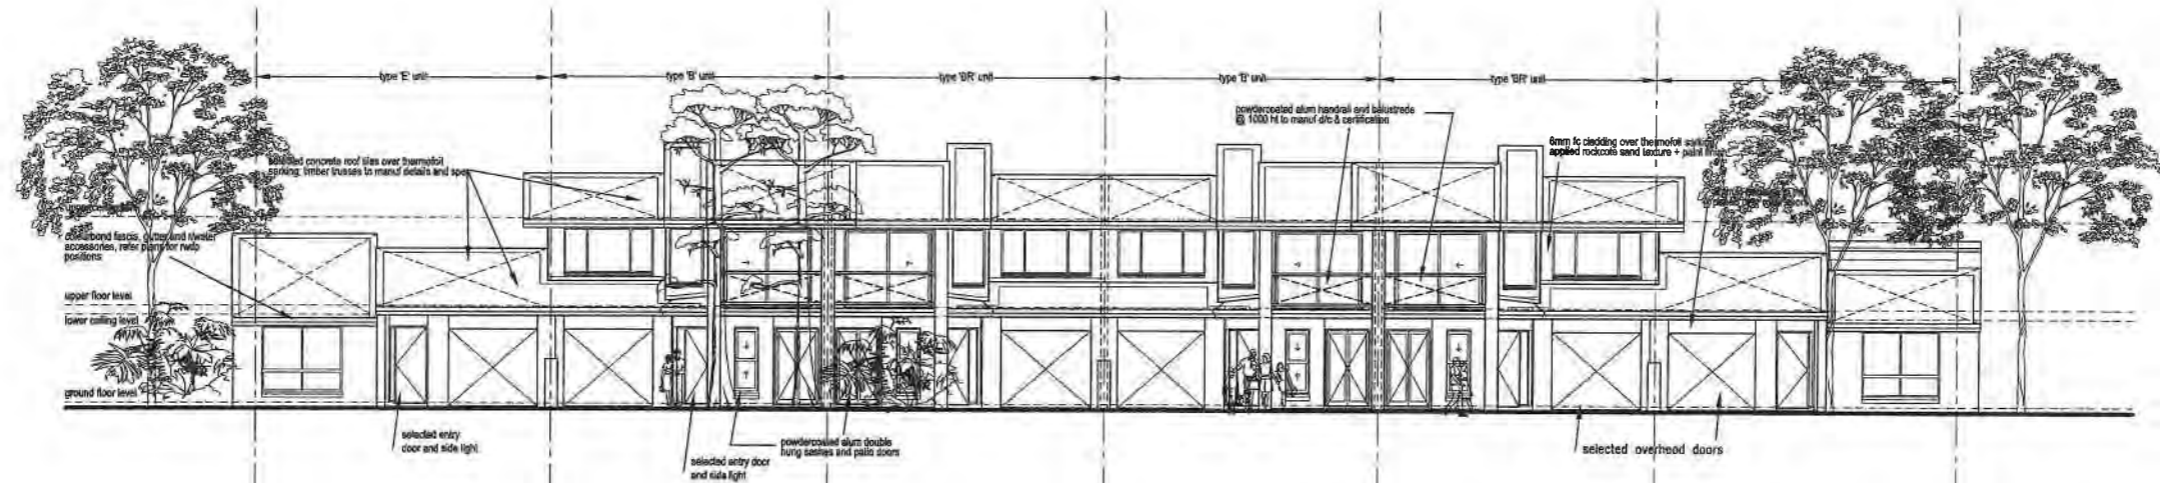 type 'E' unit
type 'B' unit
type 'BR' unit
type 'B' unit
type 'BR' unit
powdercoated alum handrail and balustrade
@ 1000 ht to manuf d/c & certification
6mm fc cladding over thermofoil sarking
applied rockcote sand texture + paint
selected concrete roof tiles over thermofoil
sarking; timber trusses to manuf details and spec
colourbond fascia, gutter and r/water
accessories, refer plans for rwdp
positions
upper floor level
lower ceiling level
ground floor level
selected entry
door and side light
selected entry door
and side light
powdercoated alum double
hung sashes and patio doors
selected overhead doors